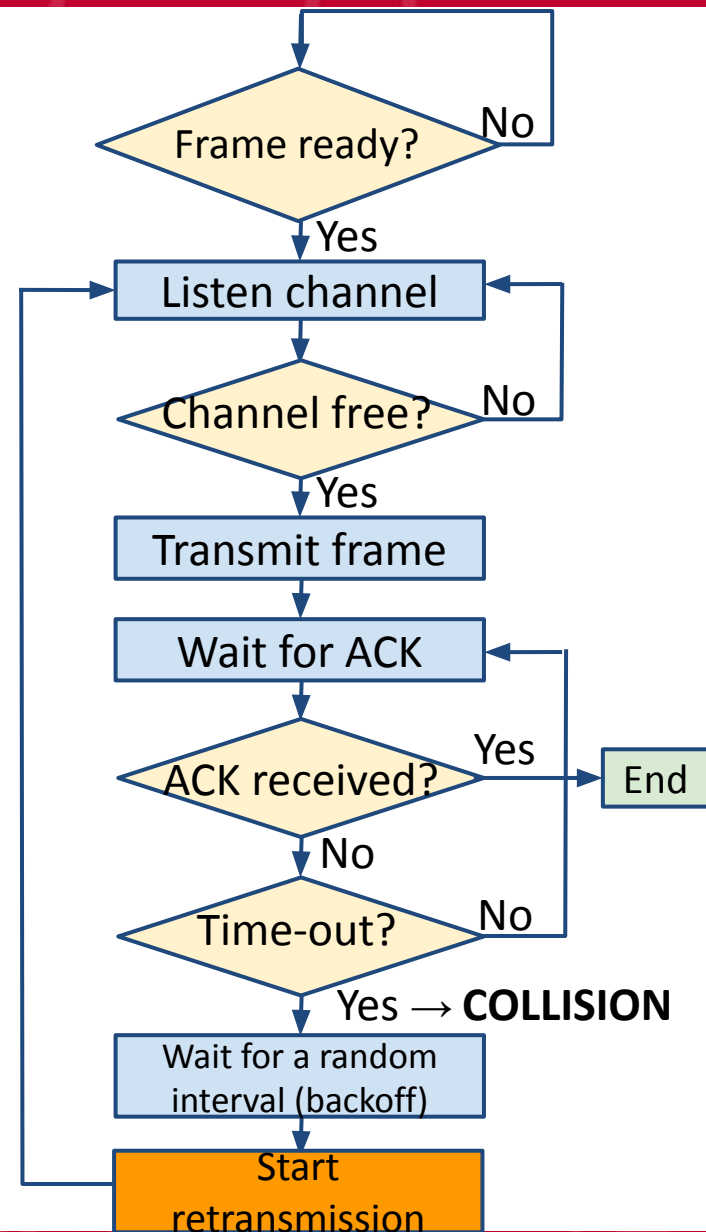 Frame ready?
No
Yes
Listen channel
Channel free?
No
Yes
Transmit frame
Wait for ACK
ACK received?
Yes
End
No
Time-out?
No
Yes → COLLISION
Wait for a random
interval (backoff)
Start
retransmission